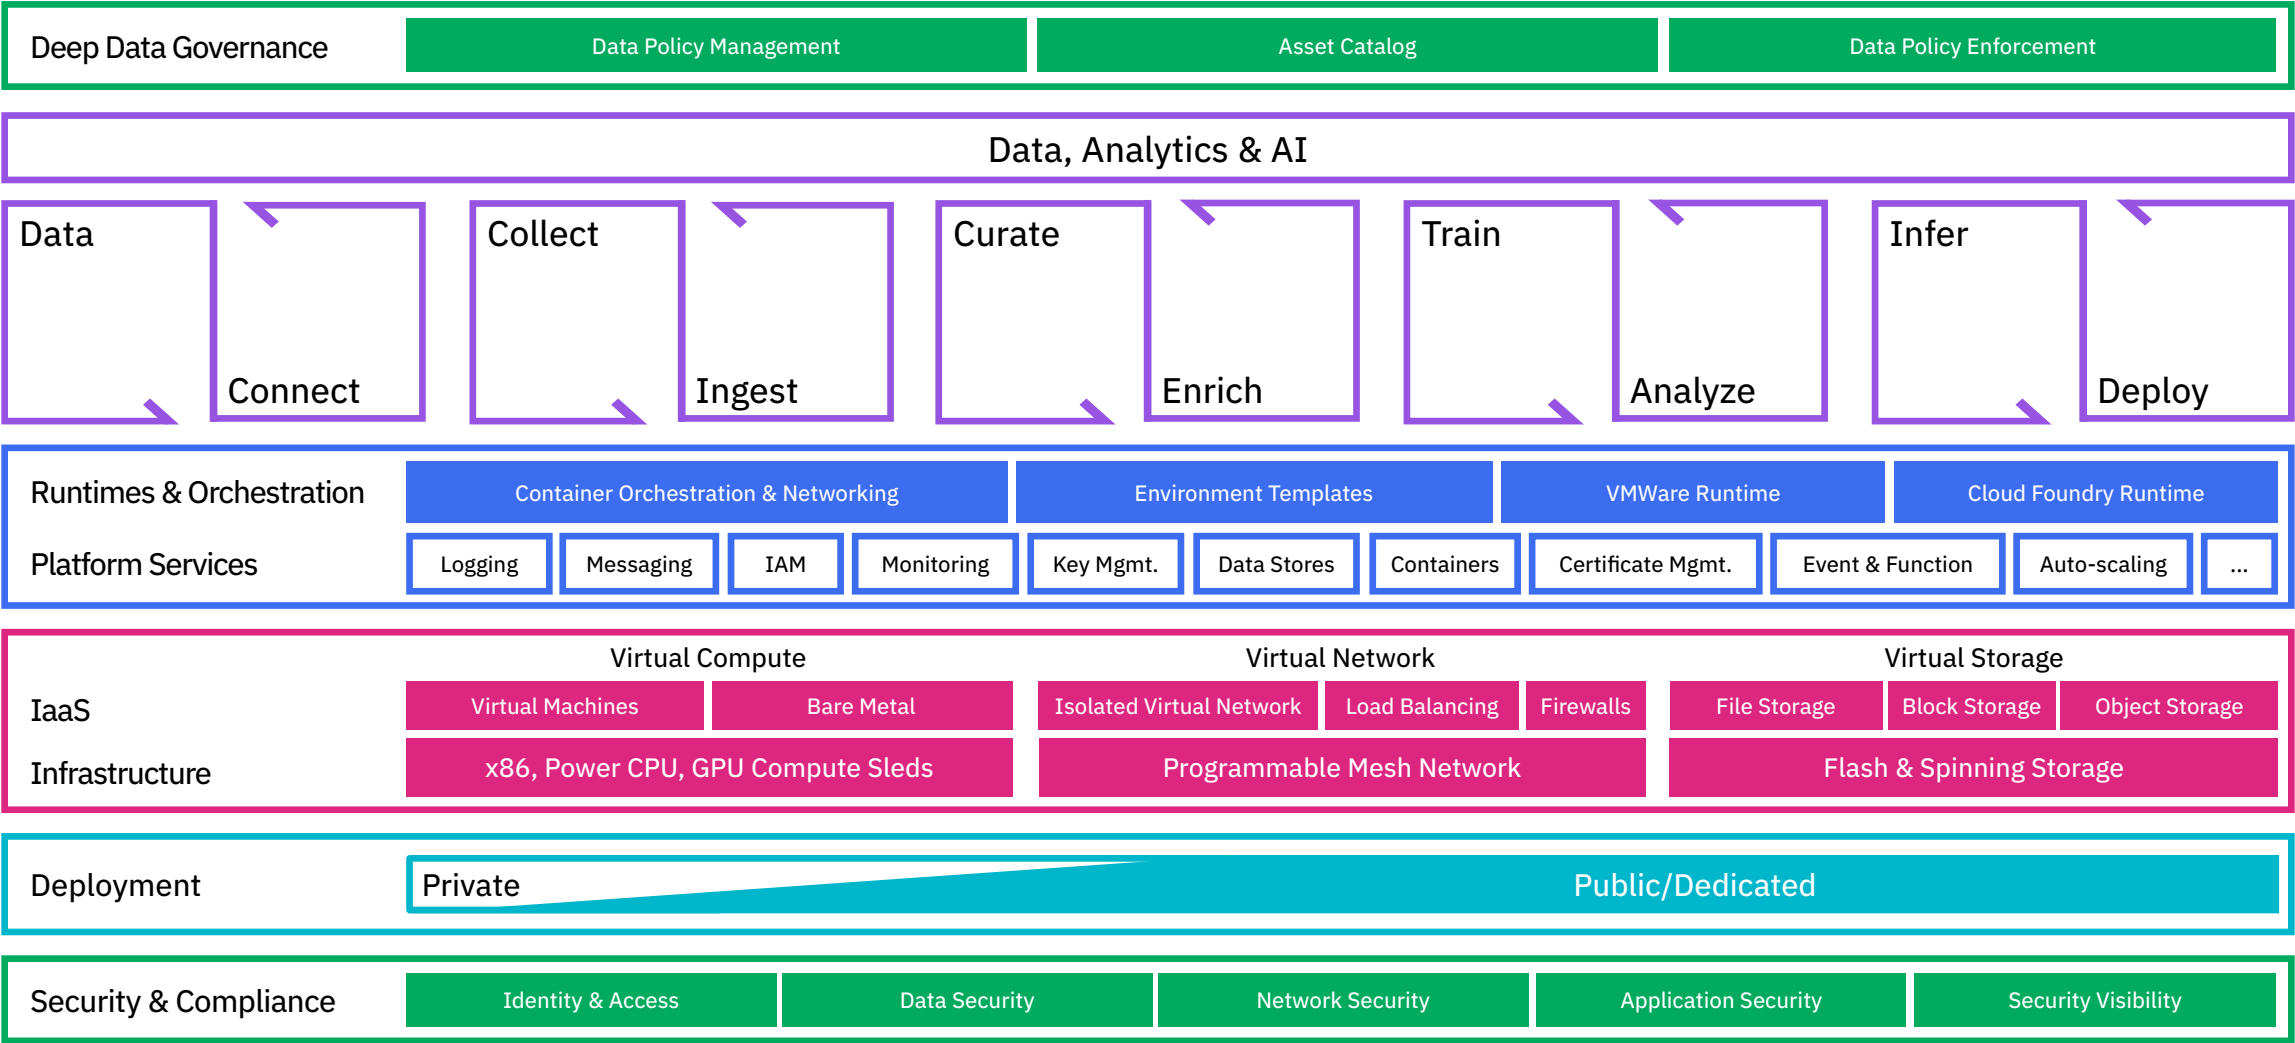 Deep Data Governance
Data Policy Management
Asset Catalog
Data Policy Enforcement
Data, Analytics & AI
Data
Connect
Collect
Ingest
Curate
Enrich
Train
Analyze
Infer
Deploy
Runtimes & Orchestration
Container Orchestration & Networking
Environment Templates
VMWare Runtime
Cloud Foundry Runtime
Platform Services
Logging
Messaging
IAM
Monitoring
Key Mgmt.
Data Stores
Containers
Certificate Mgmt.
Event & Function
Auto-scaling
...
Virtual Compute
Virtual Network
Virtual Storage
IaaS
Virtual Machines
Bare Metal
Isolated Virtual Network
Load Balancing
Firewalls
File Storage
Block Storage
Object Storage
Infrastructure
x86, Power CPU, GPU Compute Sleds
Programmable Mesh Network
Flash & Spinning Storage
Deployment
Private
Public/Dedicated
Security & Compliance
Identity & Access
Data Security
Network Security
Application Security
Security Visibility